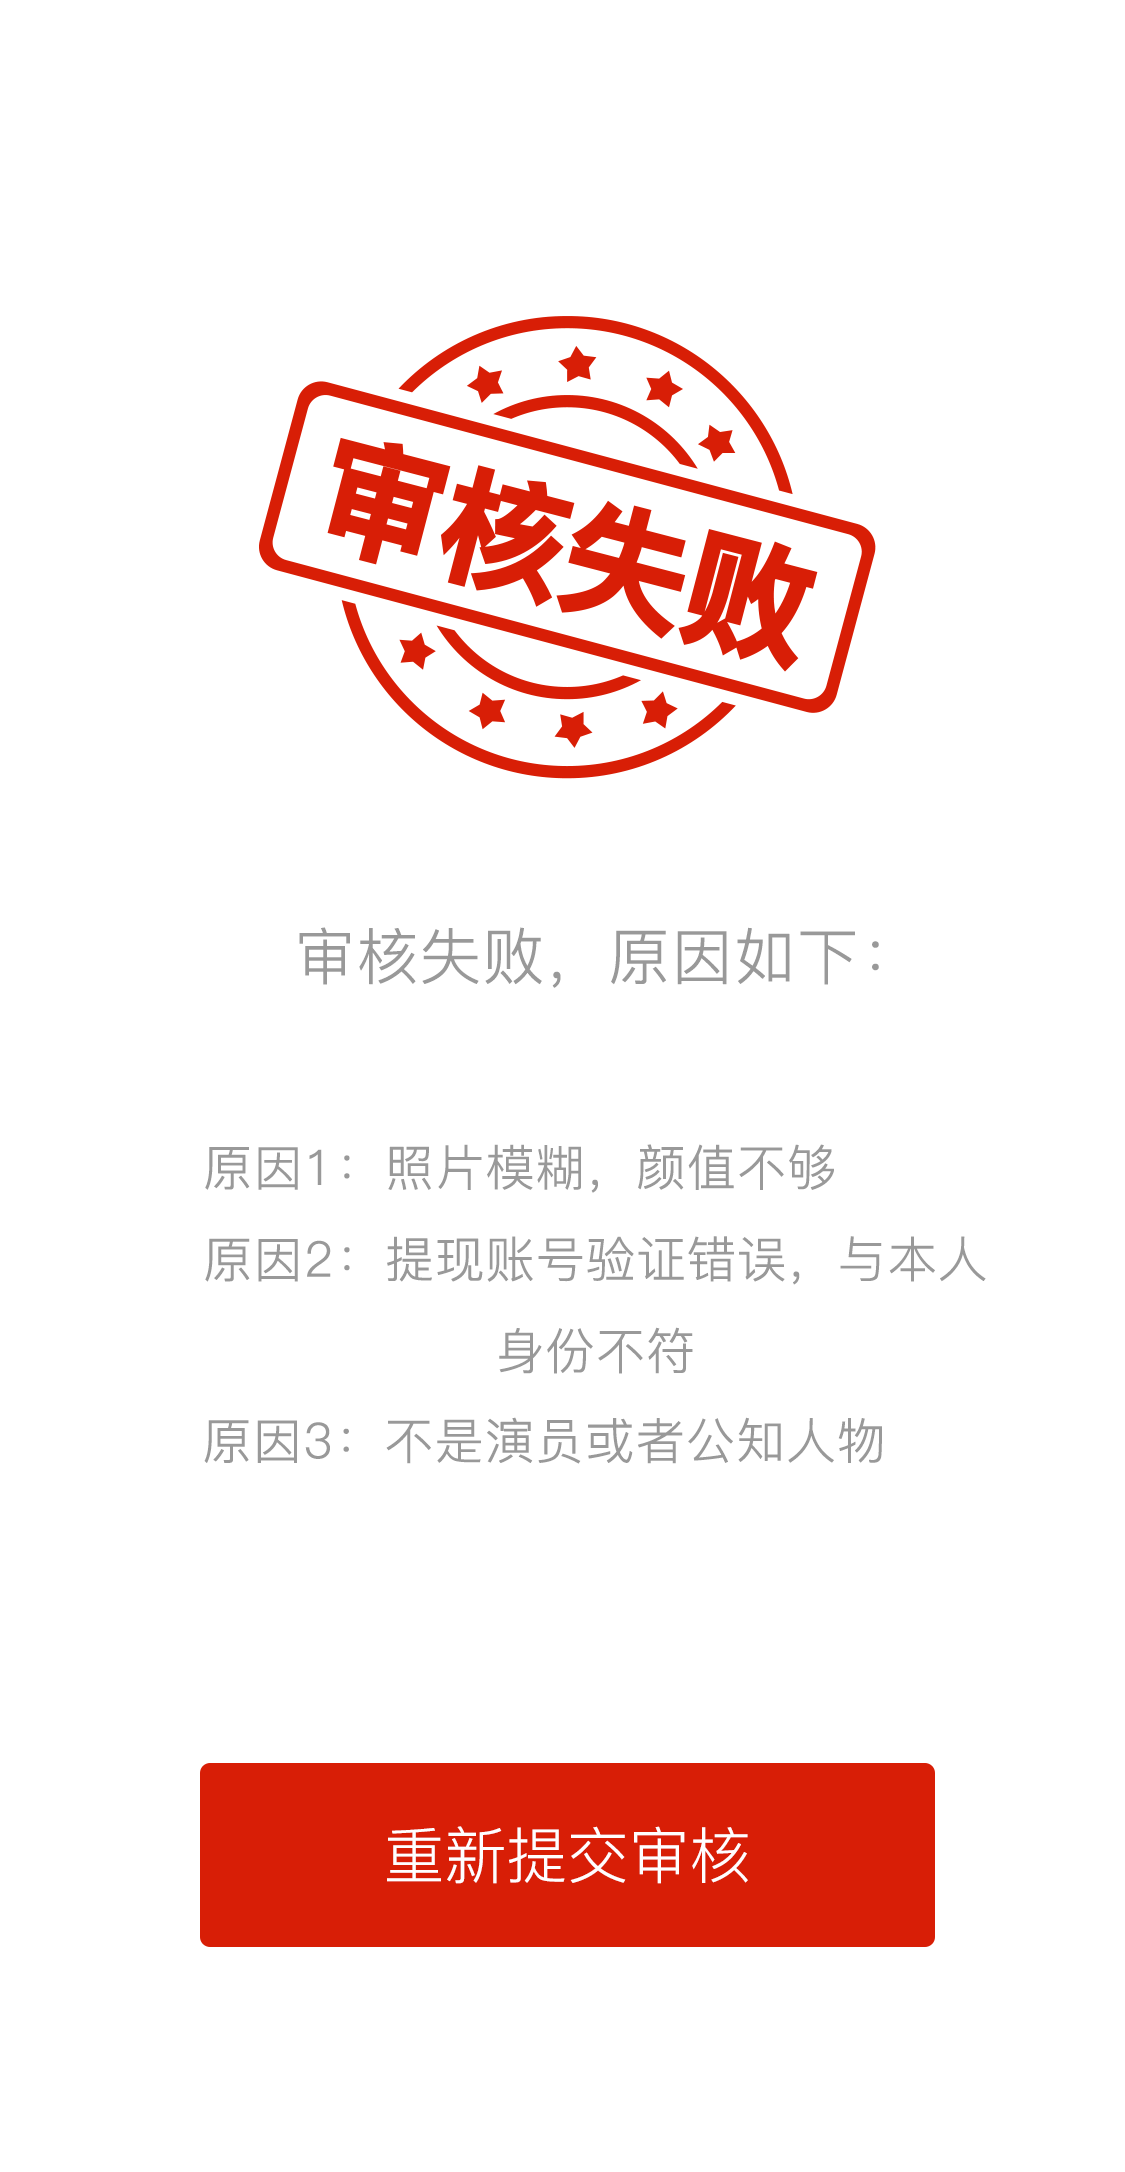 审核失败
审核失败，原因如下：
原因1：照片模糊，颜值不够
原因2：提现账号验证错误，与本人
身份不符
原因3：不是演员或者公知人物
重新提交审核